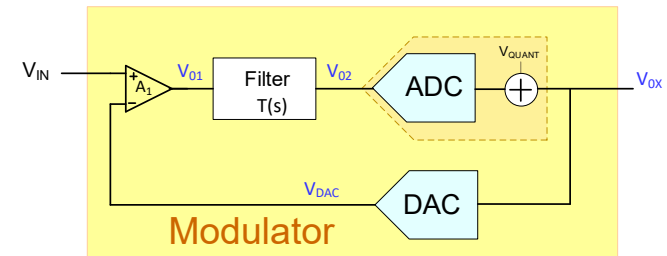 V_QUANT
V_IN
+
A_1
−
V_01
Filter
T(s)
V_02
ADC
+
V_0X
V_DAC
DAC
Modulator